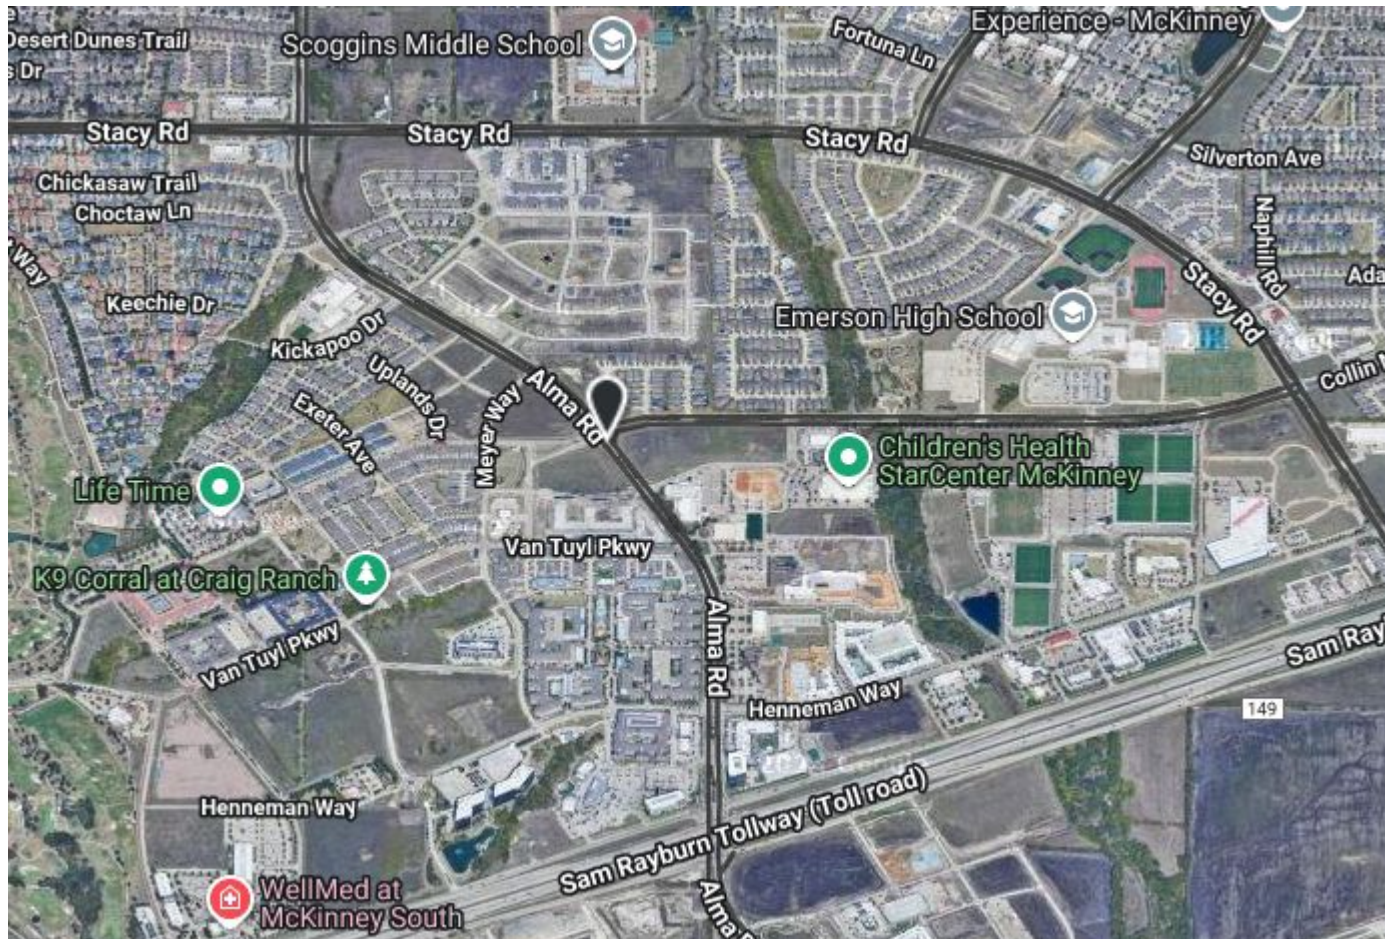 Desert Dunes Trail
s Dr
Scoggins Middle School
Fortuna Ln
Experience - McKinney
Stacy Rd
Stacy Rd
Stacy Rd
Silverton Ave
Chickasaw Trail
Choctaw Ln
Naphill Rd
Way
Keechie Dr
Stacy Rd
Ada
Emerson High School
Kickapoo Dr
Uplands Dr
Alma Rd
Meyer Way
Collin
Exeter Ave
Children's Health
StarCenter McKinney
Life Time
Van Tuyl Pkwy
K9 Corral at Craig Ranch
Alma Rd
Van Tuyl Pkwy
Sam Ray
Henneman Way
149
Henneman Way
Sam Rayburn Tollway (Toll road)
WellMed at
McKinney South
Alma